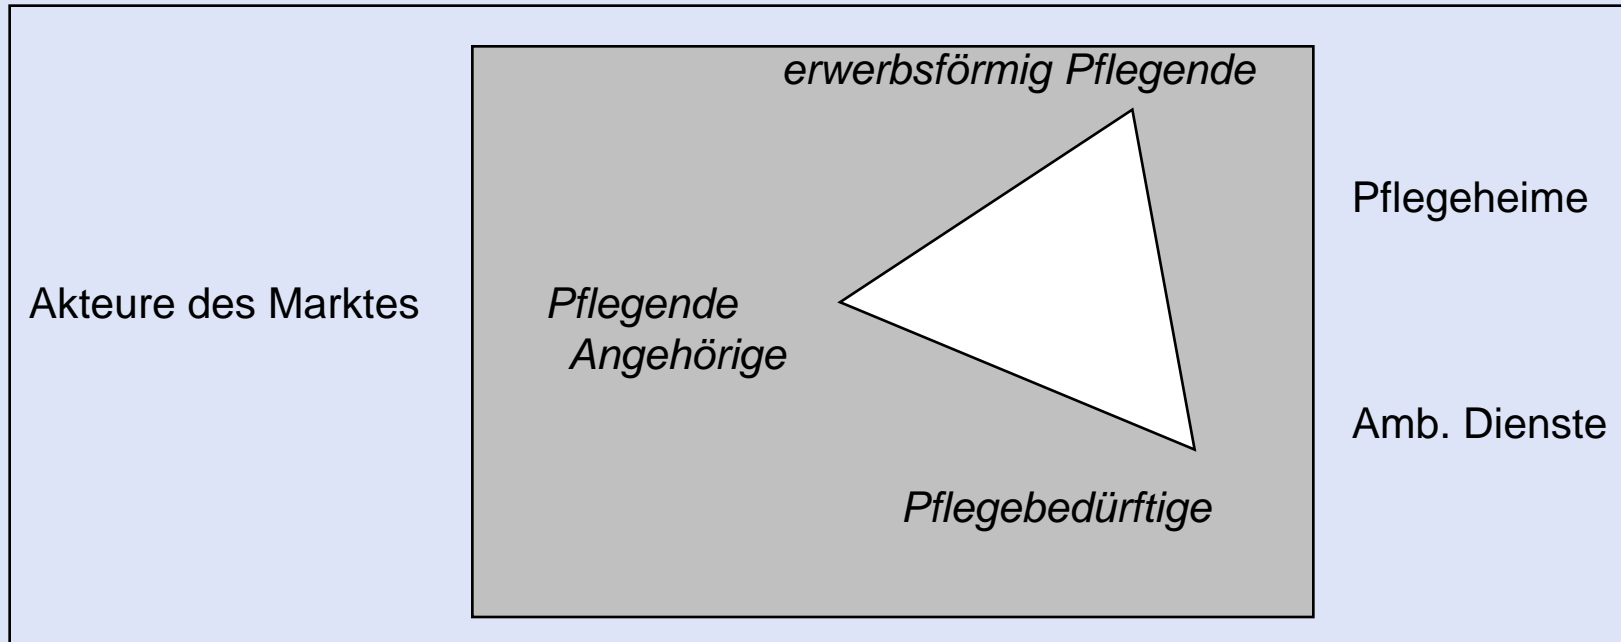 erwerbsförmig Pflegende
Pflegeheime
Akteure des Marktes
Pflegende
Angehörige
Amb. Dienste
Pflegebedürftige